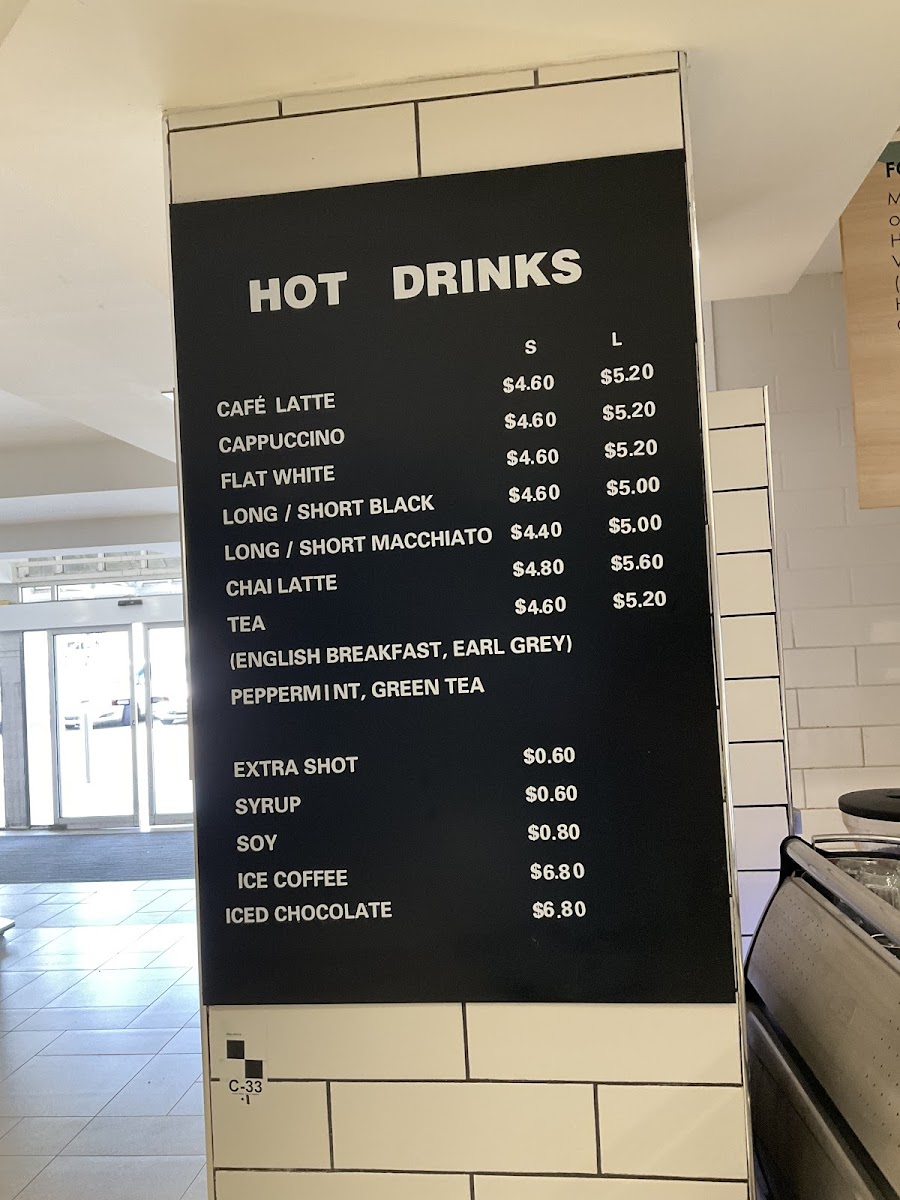 HOT DRINKS
S L
CAFÉ LATTE $4.60 $5.20
CAPPUCCINO $4.60 $5.20
FLAT WHITE $4.60 $5.20
LONG / SHORT BLACK $4.60 $5.00
LONG / SHORT MACCHIATO $4.40 $5.00
CHAI LATTE $4.80 $5.60
TEA $4.60 $5.20
(ENGLISH BREAKFAST, EARL GREY)
PEPPERMINT, GREEN TEA
EXTRA SHOT $0.60
SYRUP $0.60
SOY $0.80
ICE COFFEE $6.80
ICED CHOCOLATE $6.80
C-33